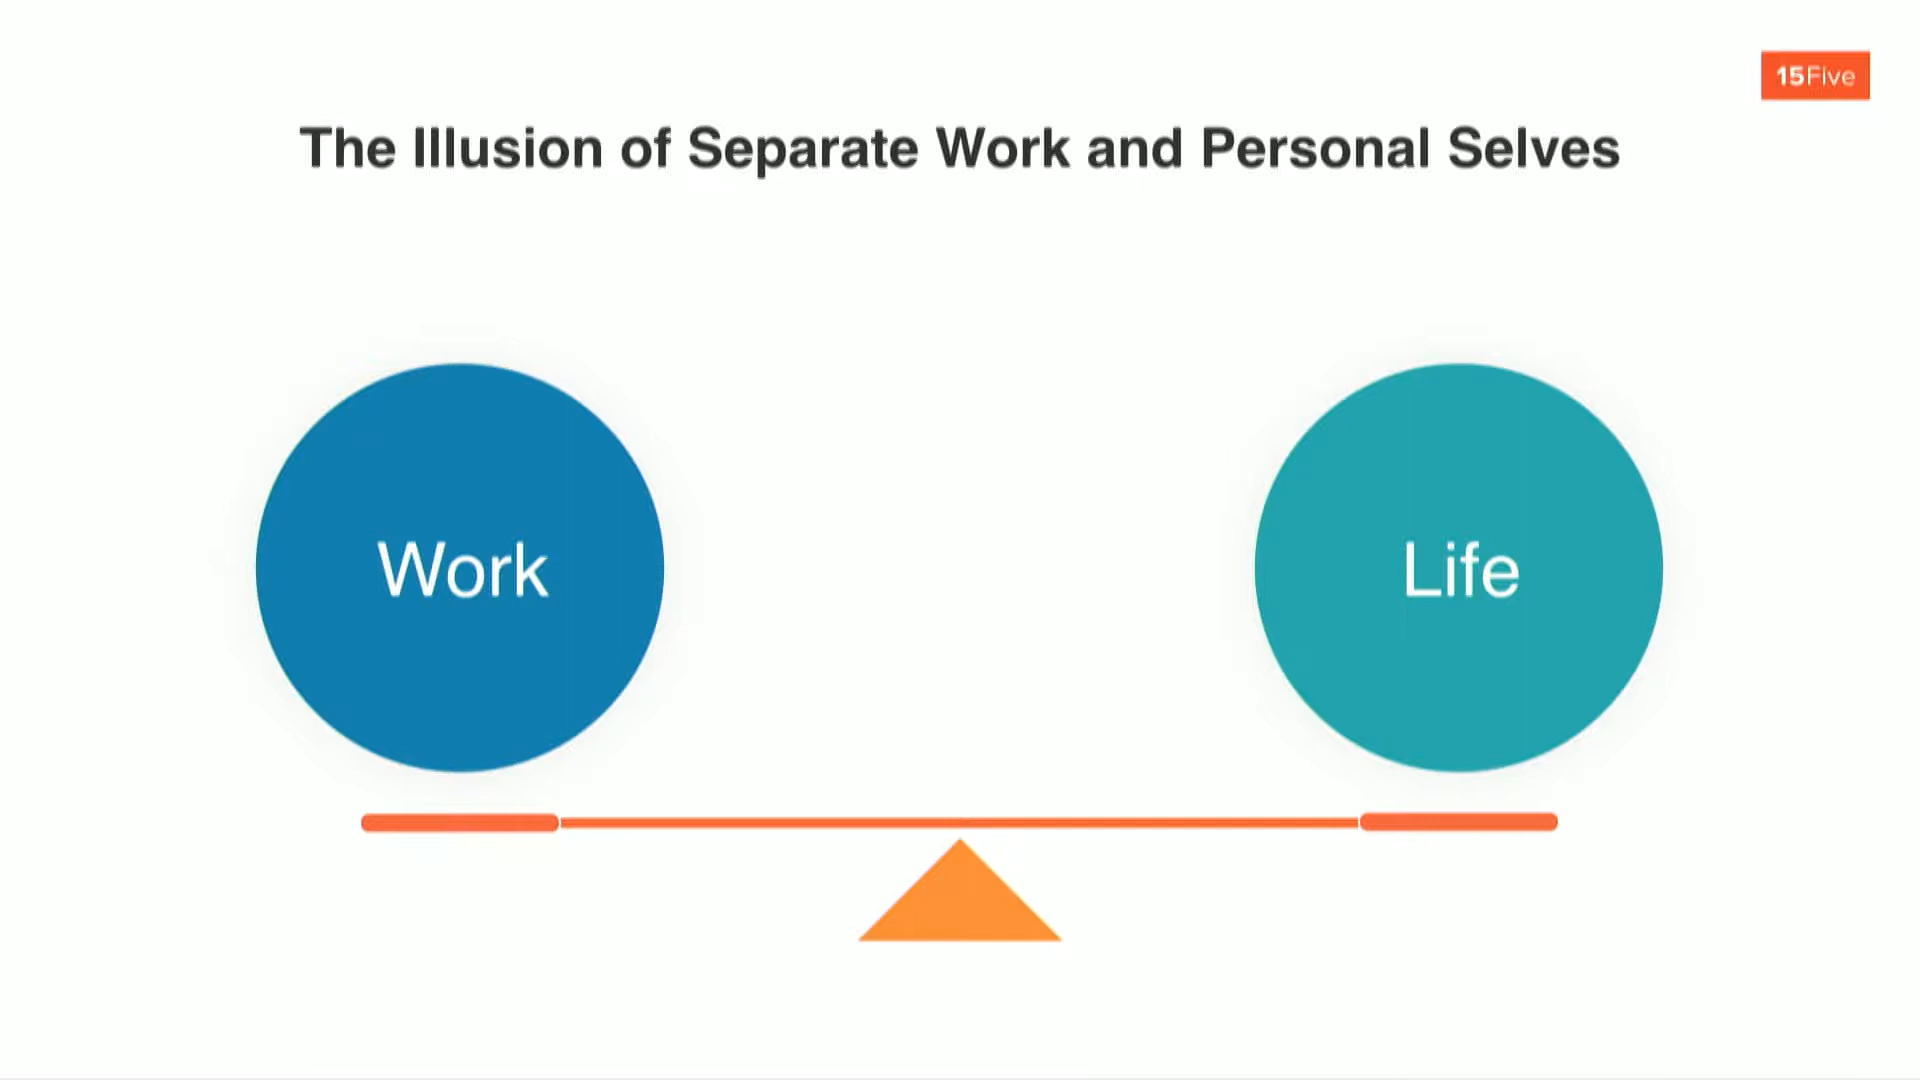 15Five
The Illusion of Separate Work and Personal Selves
Work
Life